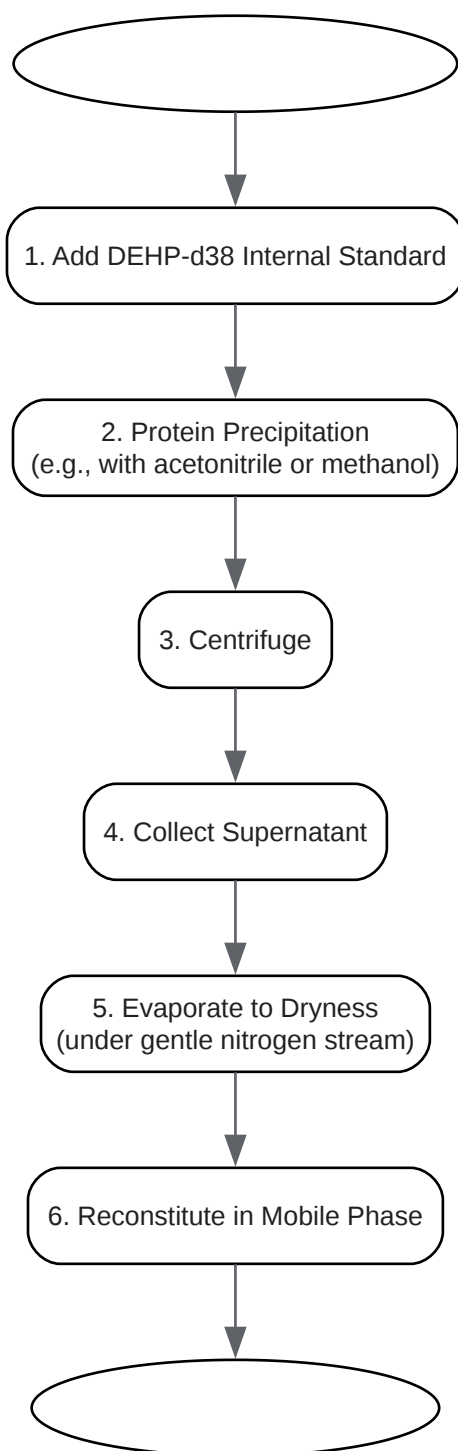 1. Add DEHP-d38 Internal Standard
2. Protein Precipitation
(e.g., with acetonitrile or methanol)
3. Centrifuge
4. Collect Supernatant
5. Evaporate to Dryness
(under gentle nitrogen stream)
6. Reconstitute in Mobile Phase